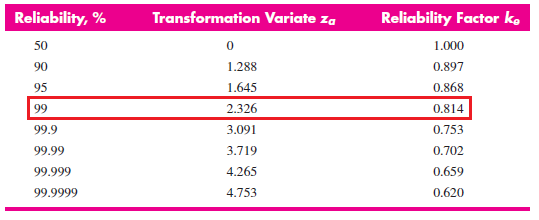 Reliability, % Transformation Variate za Reliability Factor ke
50 0 1.000
90 1.288 0.897
95 1.645 0.868
99 2.326 0.814
99.9 3.091 0.753
99.99 3.719 0.702
99.999 4.265 0.659
99.9999 4.753 0.620